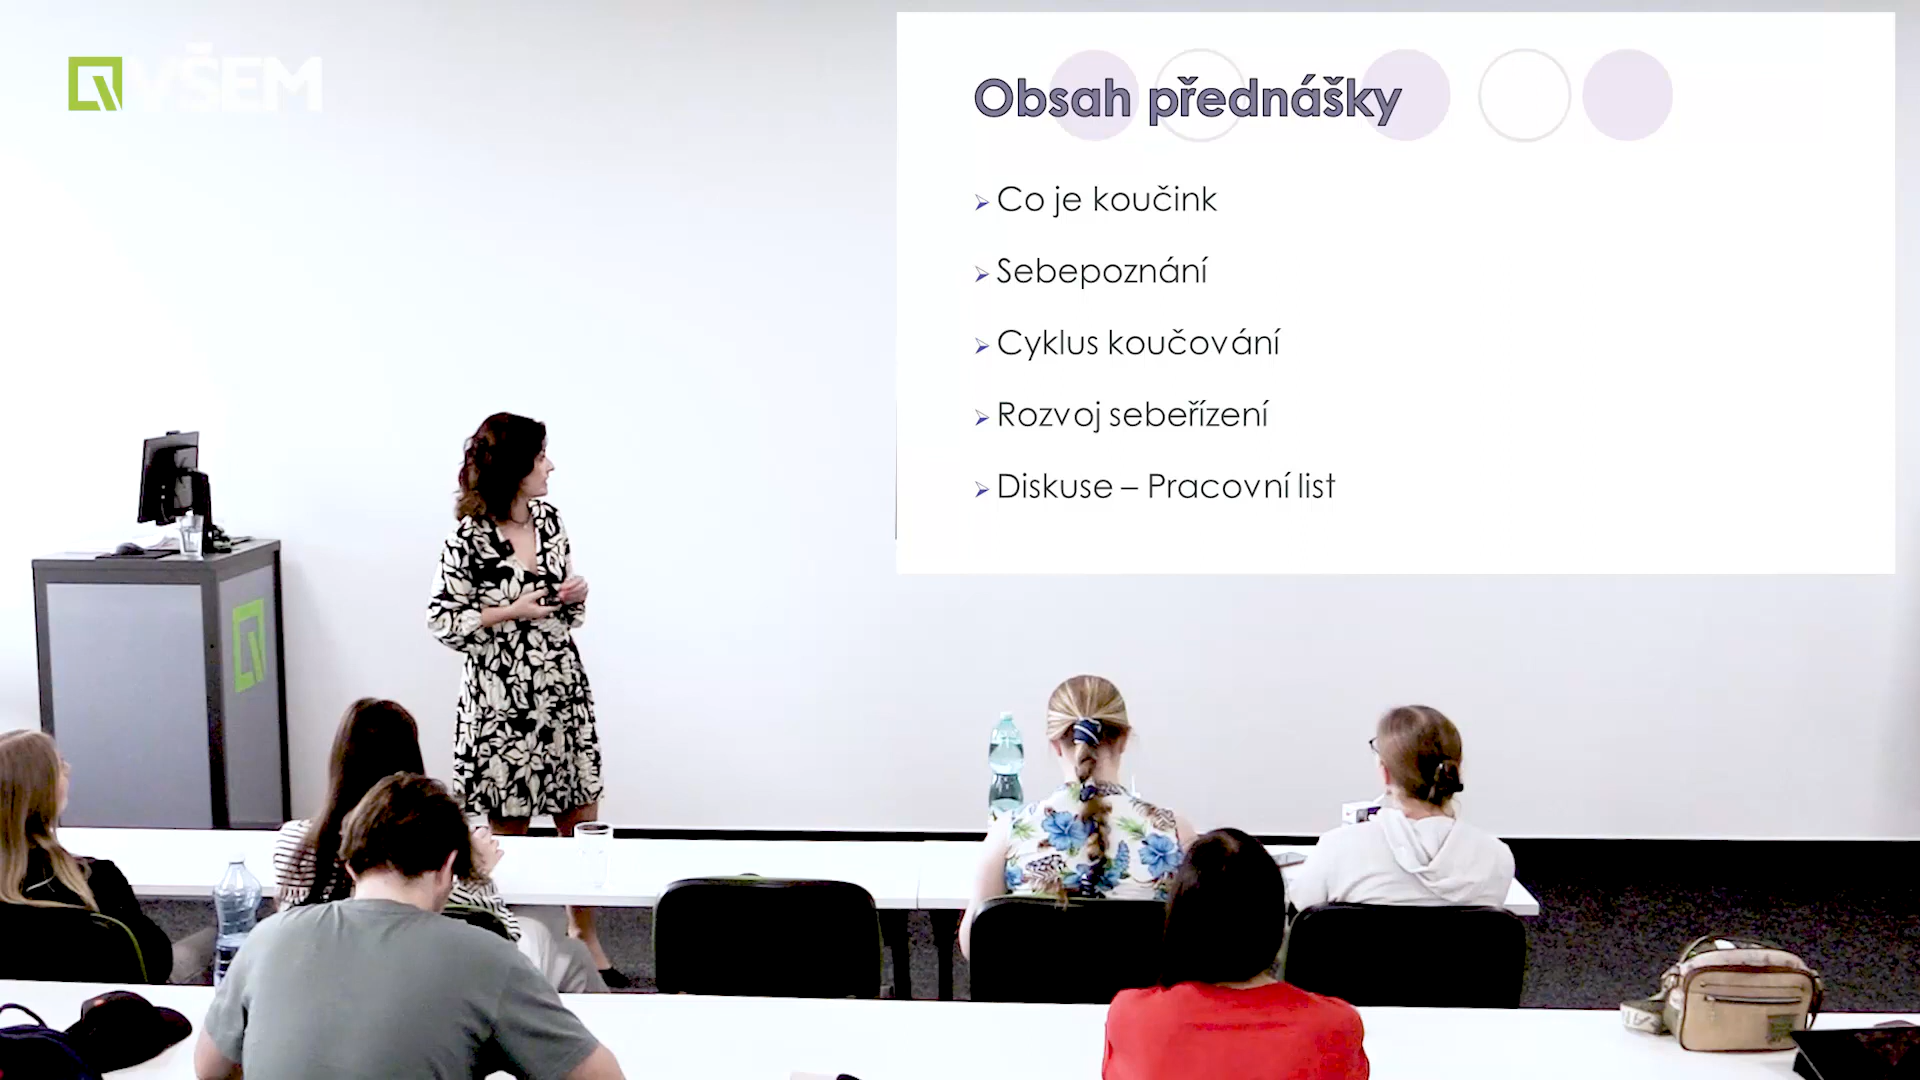 VŠEM
Obsah přednášky
Co je koučink
Sebepoznání
Cyklus koučování
Rozvoj sebeřízení
Diskuse – Pracovní list